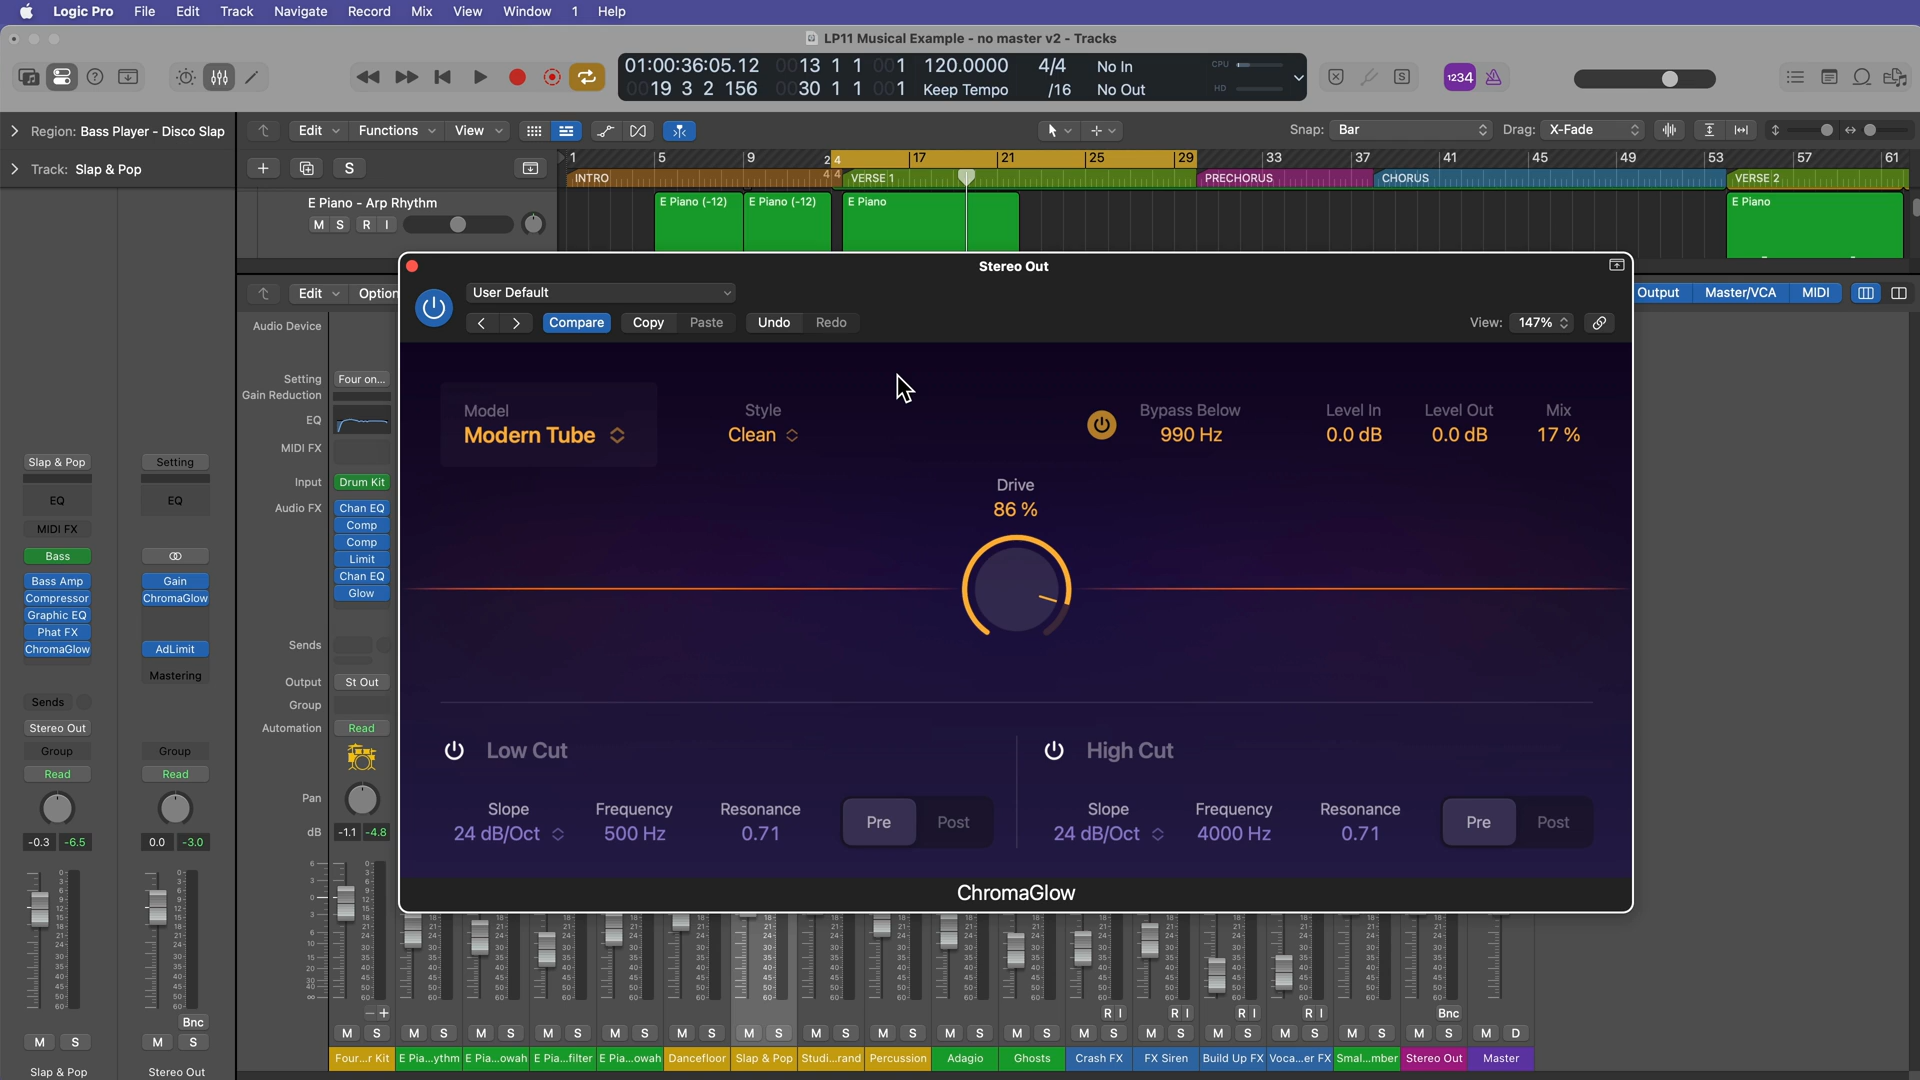 Logic Pro File Edit Track Navigate Record Mix View Window 1 Help
LP11 Musical Example - no master v2 - Tracks
01:00:36:05.12 0013 1 1 001 120.0000 4/4 No In CPU
0019 3 2 156 0030 1 1 001 Keep Tempo /16 No Out HD
1234
Region: Bass Player - Disco Slap
Edit Functions View Snap: Bar Drag: X-Fade
Track: Slap & Pop
S
1 5 9 17 21 25 29 33 37 41 45 49 53 57 61
INTRO VERSE 1 PRECHORUS CHORUS VERSE 2
E Piano - Arp Rhythm
M S R I
E Piano (-12) E Piano (-12) E Piano E Piano
Stereo Out
Edit Option
User Default
Output Master/VCA MIDI
Compare Copy Paste Undo Redo View: 147%
Audio Device
Setting Four on...
Gain Reduction
EQ
MIDI FX
Input Drum Kit
Audio FX Chan EQ
Comp
Comp
Limit
Chan EQ
Glow
Sends
Output St Out
Group
Automation Read
Pan
dB -1.1 -4.8
Slap & Pop Setting
EQ EQ
MIDI FX
Bass
Bass Amp Gain
Compressor ChromaGlow
Graphic EQ
Phat FX
ChromaGlow AdLimit
Mastering
Sends
Stereo Out
Group Group
Read Read
-0.3 -6.5 0.0 -3.0
Bnc
M S M S
Slap & Pop Stereo Out
Model Style Bypass Below Level In Level Out Mix
Modern Tube Clean 990 Hz 0.0 dB 0.0 dB 17 %
Drive
86 %
Low Cut High Cut
Slope Frequency Resonance Pre Post Slope Frequency Resonance Pre Post
24 dB/Oct 500 Hz 0.71 24 dB/Oct 4000 Hz 0.71
ChromaGlow
R I R I R I R I Bnc
M S M S M S M S M S M S M S M S M S M S M S M S M S M S M S M S M S M D
Four...r Kit E Pia...ythm E Pia...owah E Pia...filter E Pia...owah Dancefloor Slap & Pop Studi...rand Percussion Adagio Ghosts Crash FX FX Siren Build Up FX Voca...er FX Smal...mber Stereo Out Master